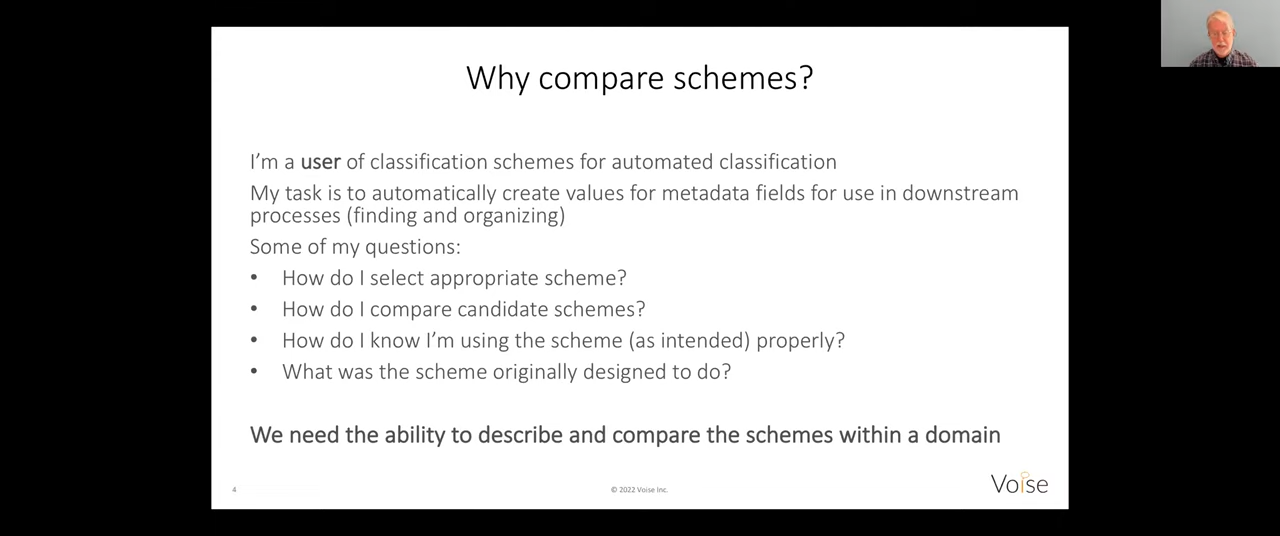 Why compare schemes?
I'm a user of classification schemes for automated classification
My task is to automatically create values for metadata fields for use in downstream
processes (finding and organizing)
Some of my questions:
• How do I select appropriate scheme?
• How do I compare candidate schemes?
• How do I know I'm using the scheme (as intended) properly?
• What was the scheme originally designed to do?
We need the ability to describe and compare the schemes within a domain
4
© 2022 Voise Inc.
Voise